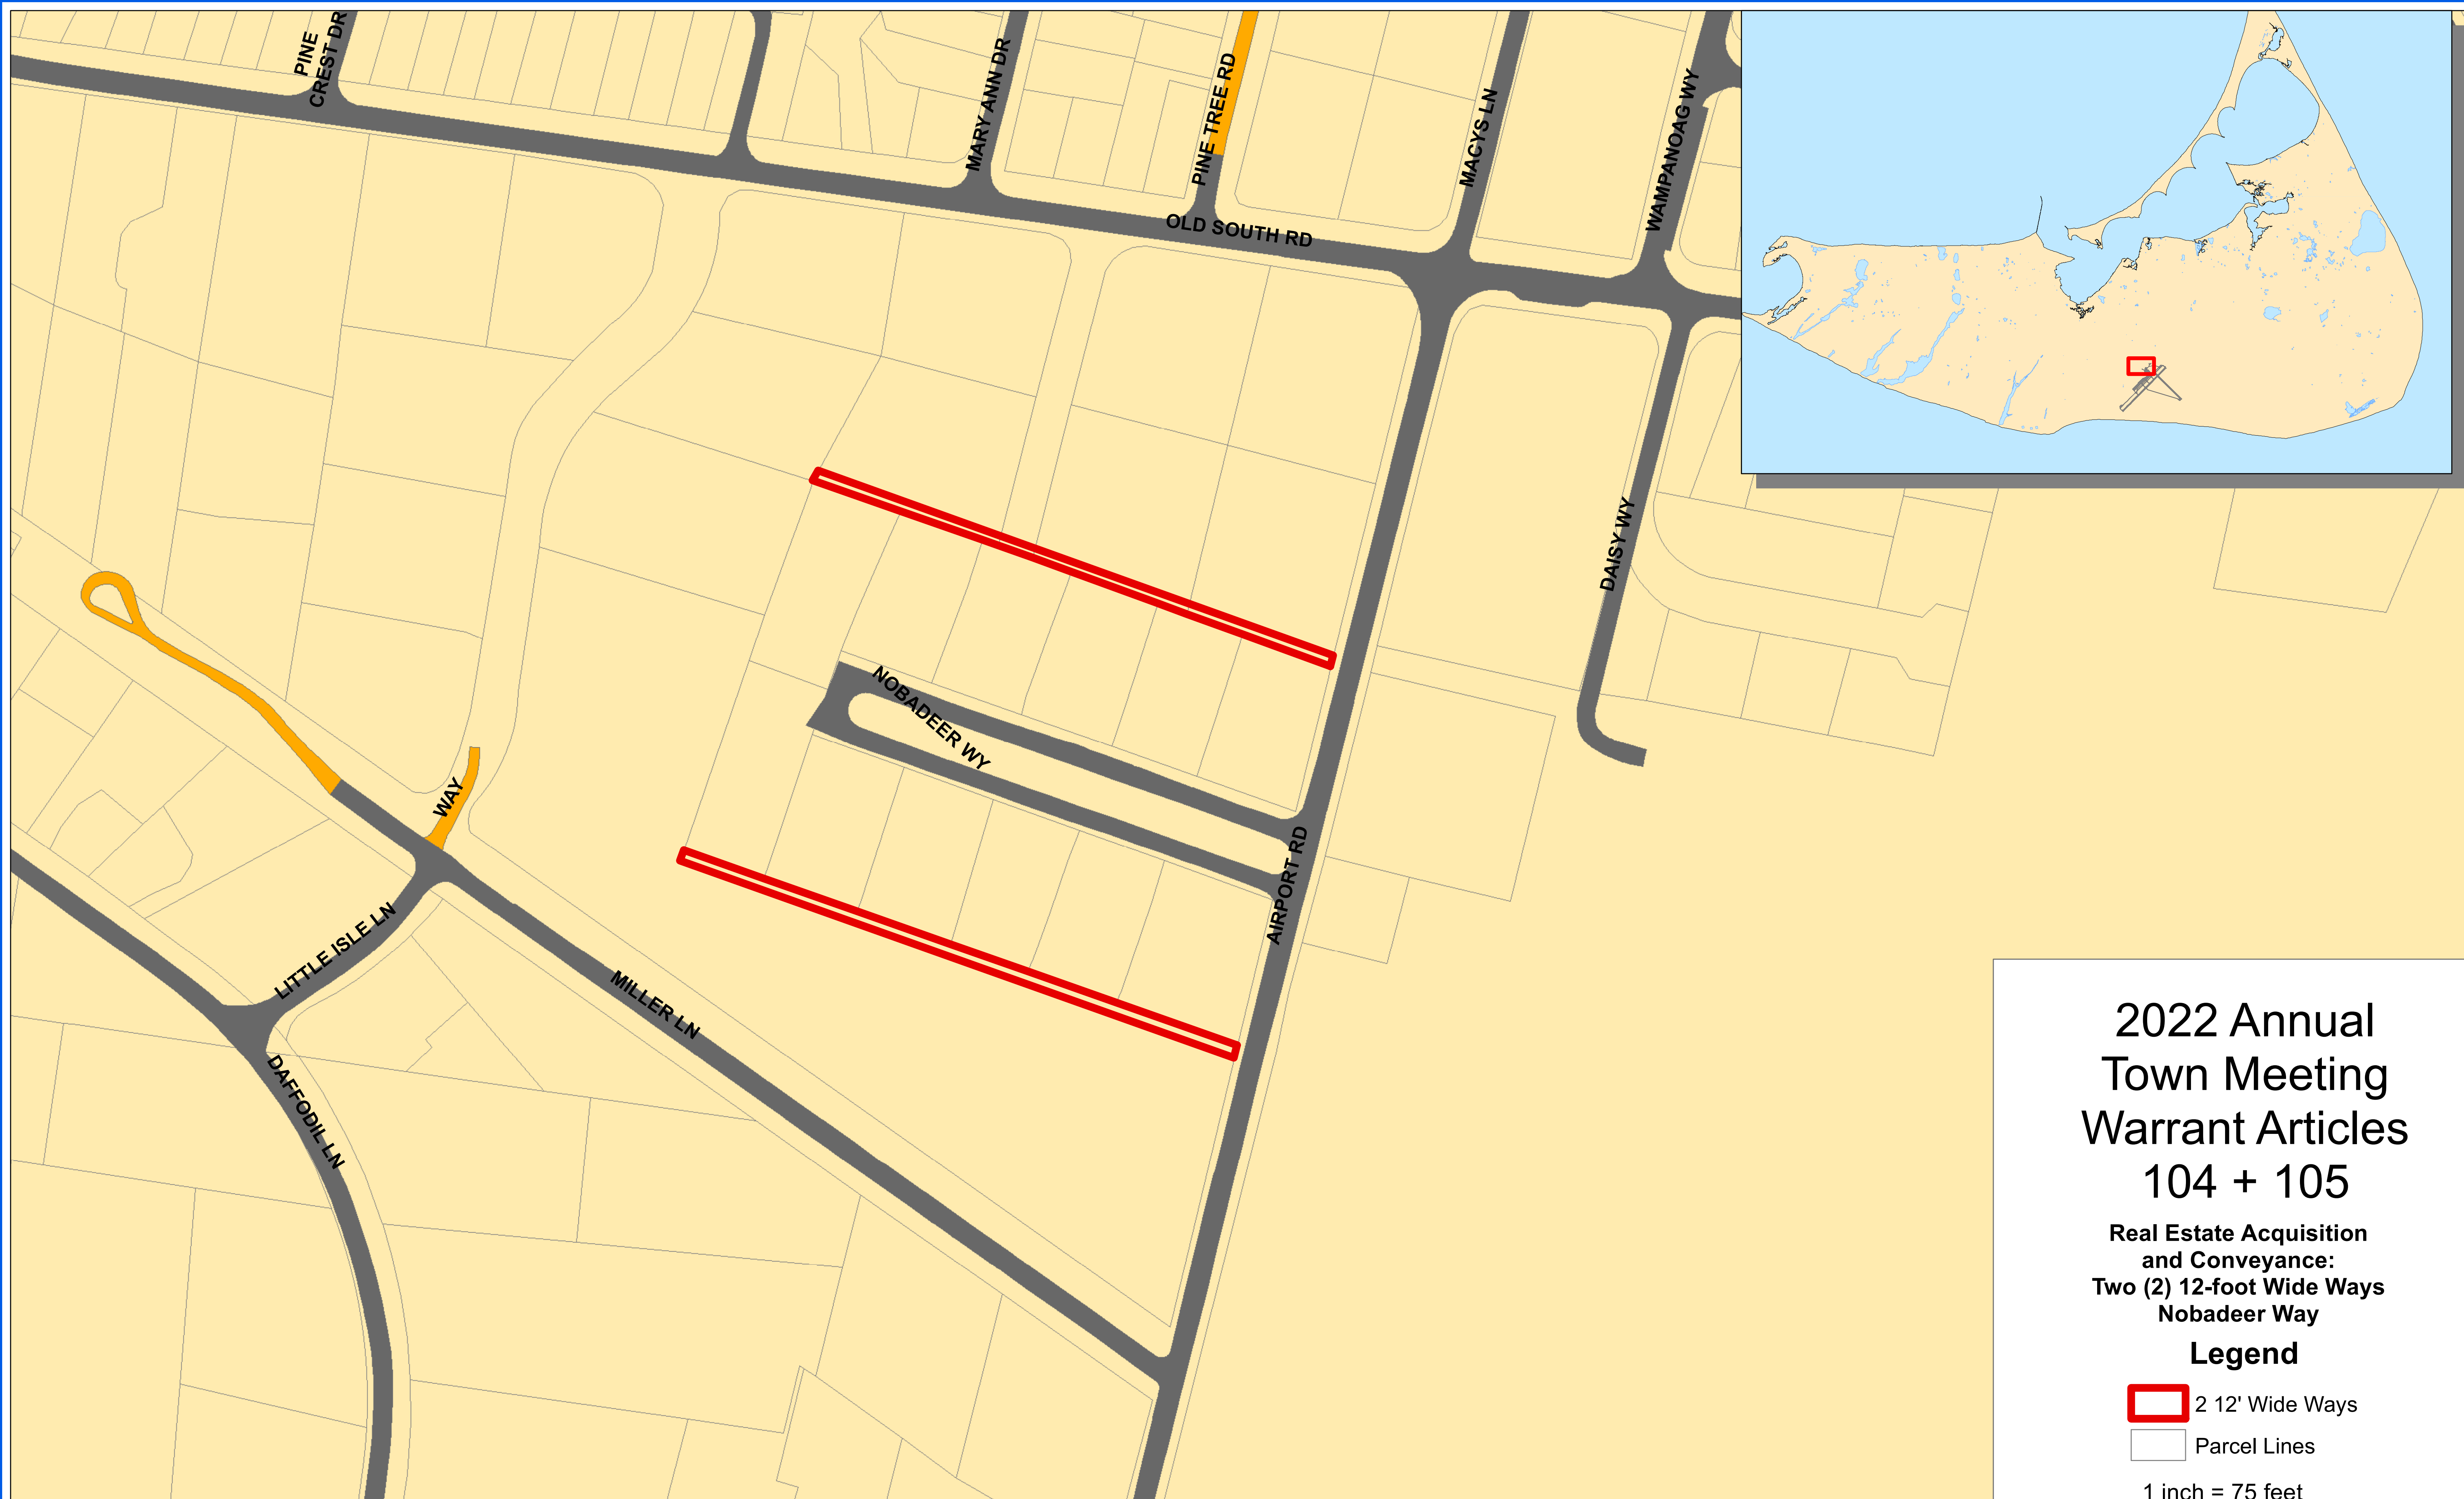 PINE
CREST DR
MARY ANN DR
PINE TREE RD
MACYS LN
WAMPANOAG WY
OLD SOUTH RD
DAISY WY
NOBADEER WY
WAY
AIRPORT RD
LITTLE ISLE LN
MILLER LN
DAFFODIL LN
2022 Annual
Town Meeting
Warrant Articles
104 + 105
Real Estate Acquisition
and Conveyance:
Two (2) 12-foot Wide Ways
Nobadeer Way
Legend
2 12' Wide Ways
Parcel Lines
1 inch = 75 feet